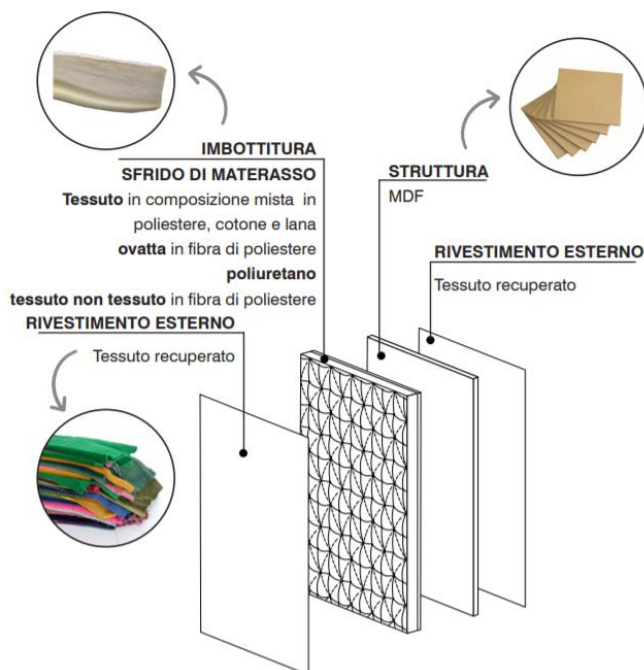 IMBOTTITURA
SFRIDO DI MATERASSO
Tessuto in composizione mista in
poliestere, cotone e lana
ovatta in fibra di poliestere
poliuretano
tessuto non tessuto in fibra di poliestere
RIVESTIMENTO ESTERNO
Tessuto recuperato
STRUTTURA
MDF
RIVESTIMENTO ESTERNO
Tessuto recuperato